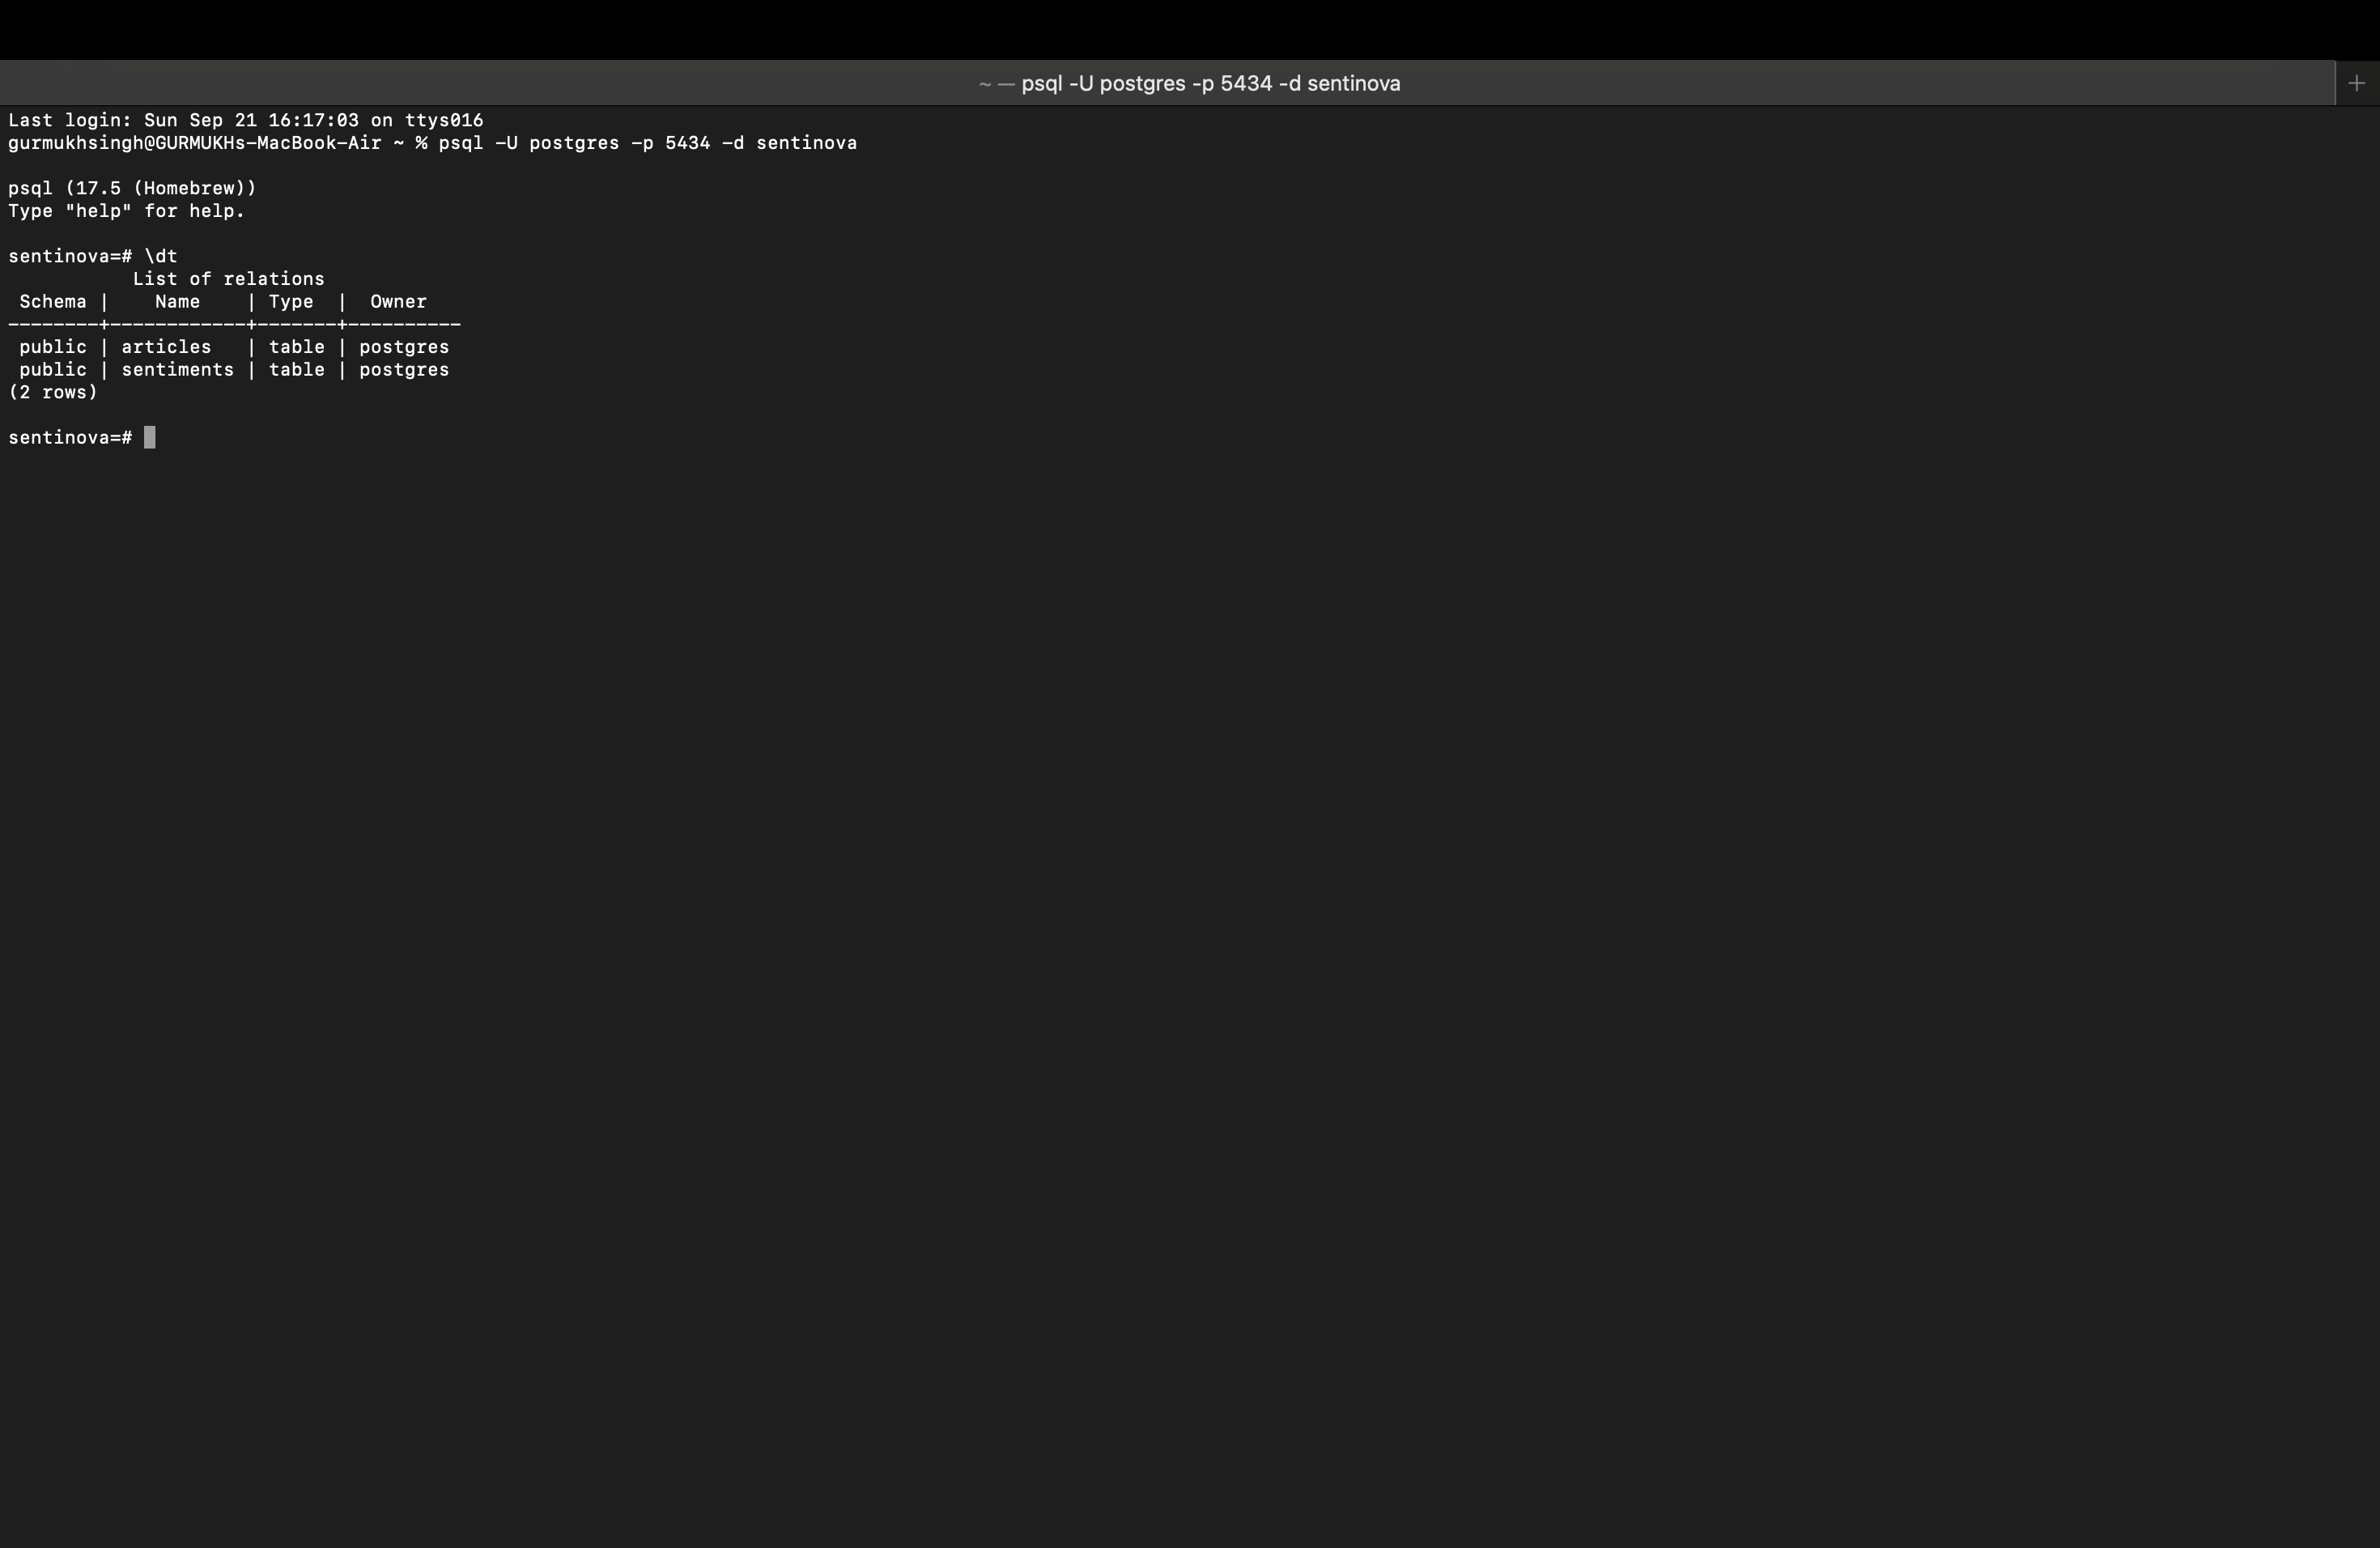 ~ — psql -U postgres -p 5434 -d sentinova
Last login: Sun Sep 21 16:17:03 on ttys016
gurmukhsingh@GURMUKHs-MacBook-Air ~ % psql -U postgres -p 5434 -d sentinova
psql (17.5 (Homebrew))
Type "help" for help.
sentinova=# \dt
           List of relations
 Schema |    Name    | Type  |  Owner
--------+------------+-------+----------
 public | articles   | table | postgres
 public | sentiments | table | postgres
(2 rows)
sentinova=#